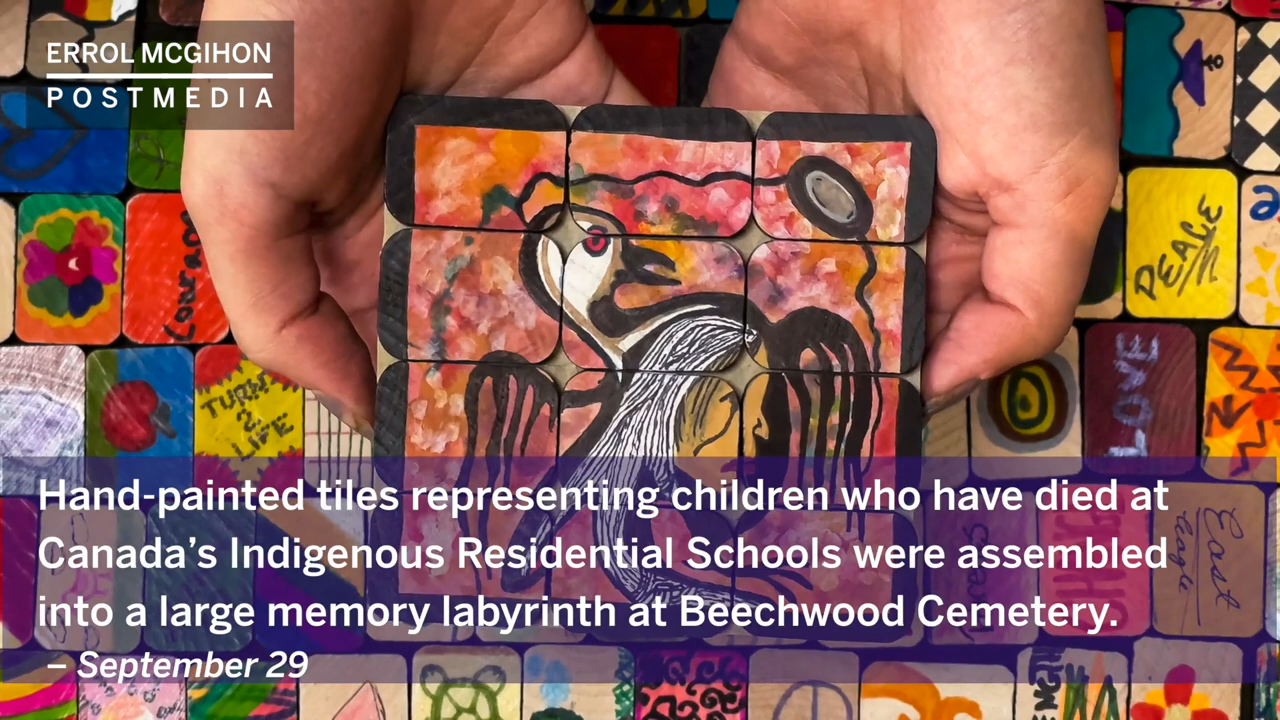 ERROL MCGIHON
POSTMEDIA
Courage
PEACE
TURN
2
LIFE
LOVE
East
Eagle
Hand-painted tiles representing children who have died at
Canada’s Indigenous Residential Schools were assembled
into a large memory labyrinth at Beechwood Cemetery.
– September 29